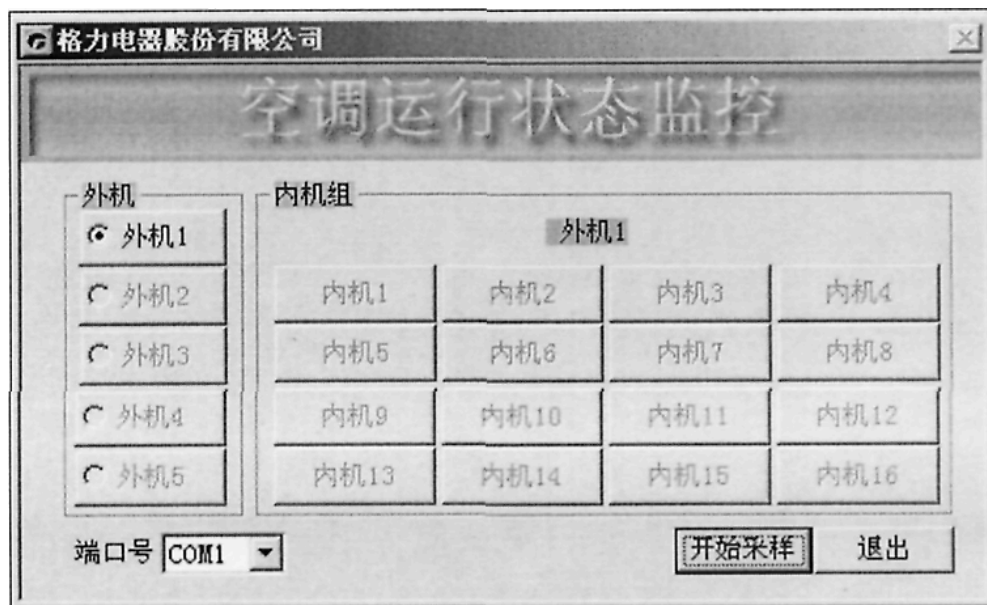 格力电器股份有限公司
空调运行状态监控
外机
外机1
外机2
外机3
外机4
外机5
内机组
外机1
内机1 内机2 内机3 内机4
内机5 内机6 内机7 内机8
内机9 内机10 内机11 内机12
内机13 内机14 内机15 内机16
端口号 COM1
开始采样 退出